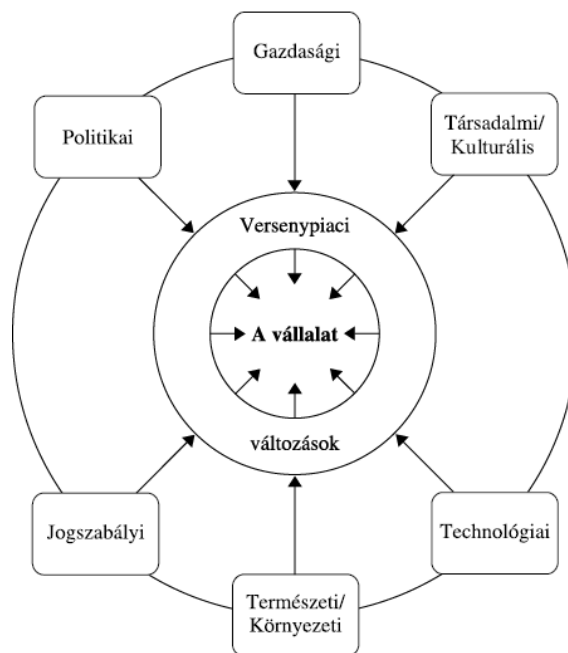 Gazdasági
Politikai
Társadalmi/
Kulturális
Versenypiaci
A vállalat
változások
Jogszabályi
Technológiai
Természeti/
Környezeti